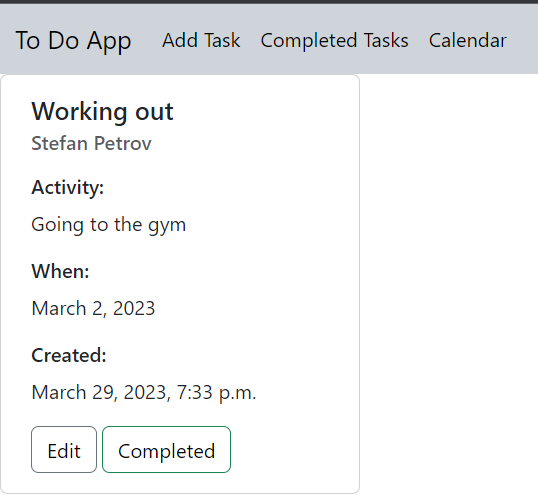 To Do App Add Task Completed Tasks Calendar
Working out
Stefan Petrov
Activity:
Going to the gym
When:
March 2, 2023
Created:
March 29, 2023, 7:33 p.m.
Edit Completed